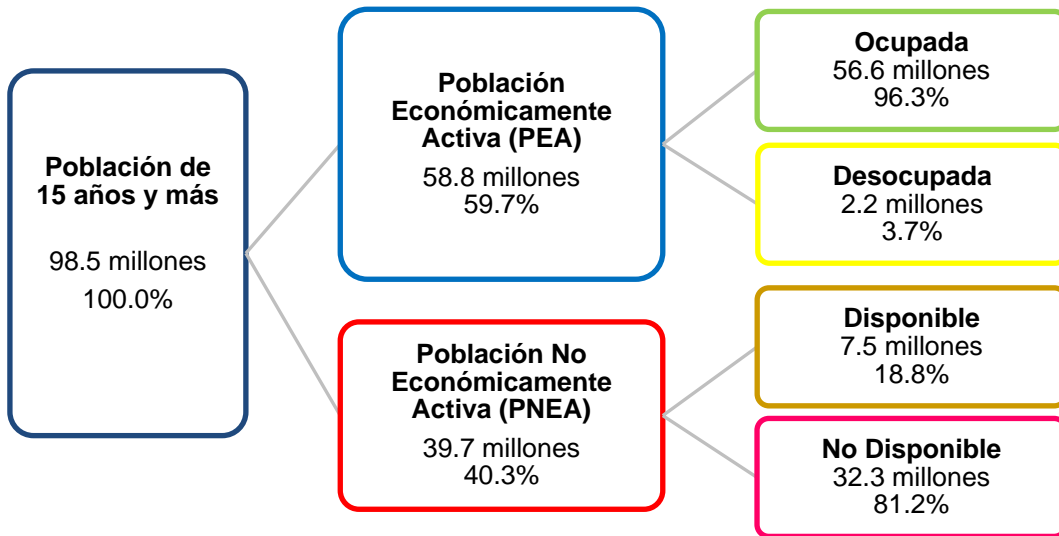 Población de
15 años y más
98.5 millones
100.0%
Población
Económicamente
Activa (PEA)
58.8 millones
59.7%
Ocupada
56.6 millones
96.3%
Desocupada
2.2 millones
3.7%
Población No
Económicamente
Activa (PNEA)
39.7 millones
40.3%
Disponible
7.5 millones
18.8%
No Disponible
32.3 millones
81.2%